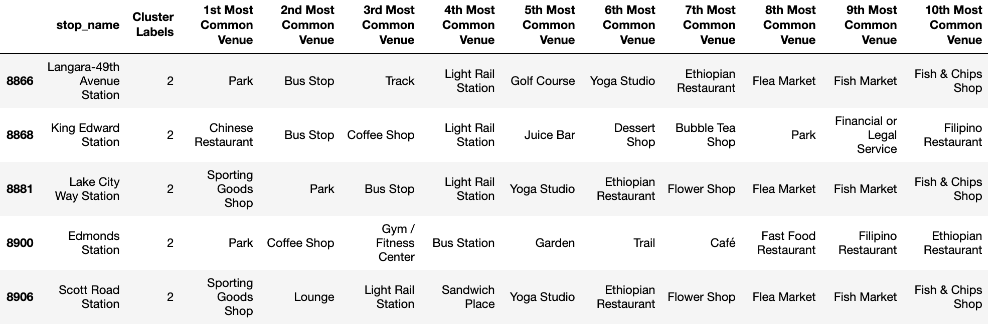 stop_name Cluster Labels 1st Most Common Venue 2nd Most Common Venue 3rd Most Common Venue 4th Most Common Venue 5th Most Common Venue 6th Most Common Venue 7th Most Common Venue 8th Most Common Venue 9th Most Common Venue 10th Most Common Venue
8866 Langara-49th Avenue Station 2 Park Bus Stop Track Light Rail Station Golf Course Yoga Studio Ethiopian Restaurant Flea Market Fish Market Fish & Chips Shop
8868 King Edward Station 2 Chinese Restaurant Bus Stop Coffee Shop Light Rail Station Juice Bar Dessert Shop Bubble Tea Shop Park Financial or Legal Service Filipino Restaurant
8881 Lake City Way Station 2 Sporting Goods Shop Park Bus Stop Light Rail Station Yoga Studio Ethiopian Restaurant Flower Shop Flea Market Fish Market Fish & Chips Shop
8900 Edmonds Station 2 Park Coffee Shop Gym / Fitness Center Bus Station Garden Trail Café Fast Food Restaurant Filipino Restaurant Ethiopian Restaurant
8906 Scott Road Station 2 Sporting Goods Shop Lounge Light Rail Station Sandwich Place Yoga Studio Ethiopian Restaurant Flower Shop Flea Market Fish Market Fish & Chips Shop